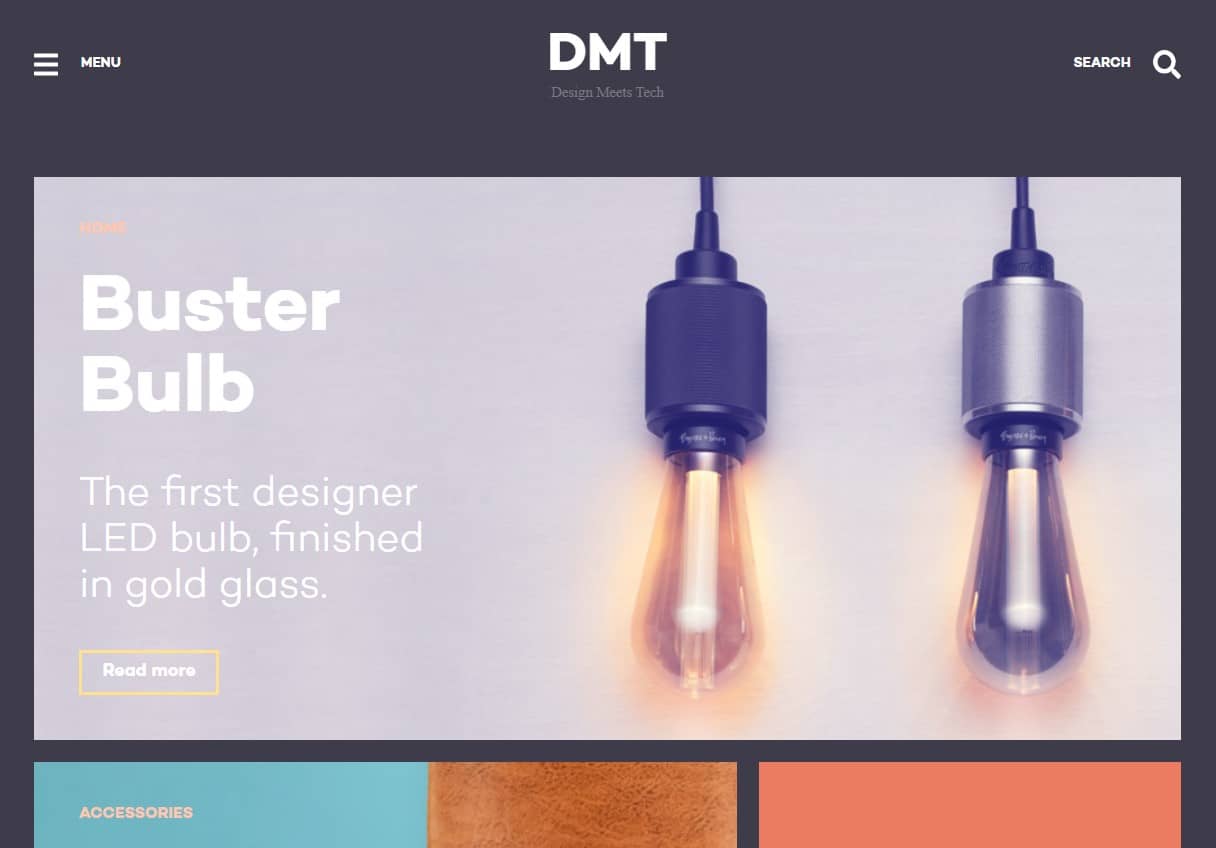 MENU
DMT
SEARCH
Design Meets Tech
HOME
Buster
Bulb
The first designer
LED bulb, finished
in gold glass.
Read more
ACCESSORIES